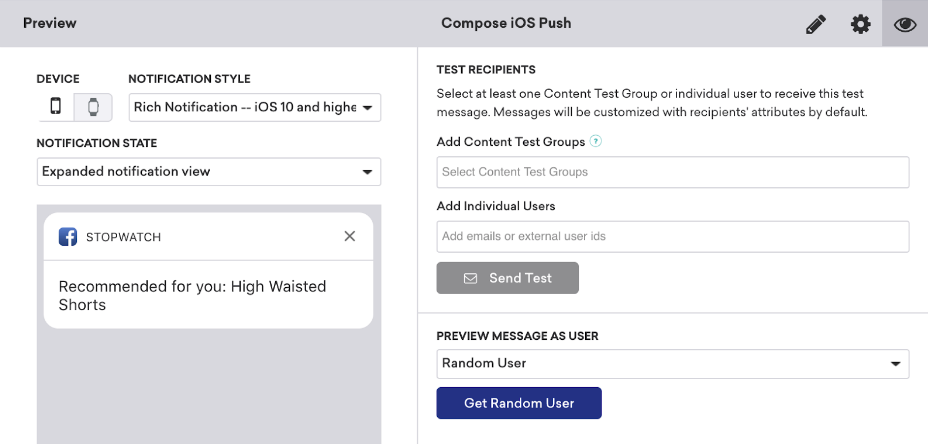 Preview
Compose iOS Push
DEVICE
NOTIFICATION STYLE
Rich Notification -- iOS 10 and highe
NOTIFICATION STATE
Expanded notification view
STOPWATCH
Recommended for you: High Waisted
Shorts
TEST RECIPIENTS
Select at least one Content Test Group or individual user to receive this test
message. Messages will be customized with recipients' attributes by default.
Add Content Test Groups ?
Select Content Test Groups
Add Individual Users
Add emails or external user ids
Send Test
PREVIEW MESSAGE AS USER
Random User
Get Random User